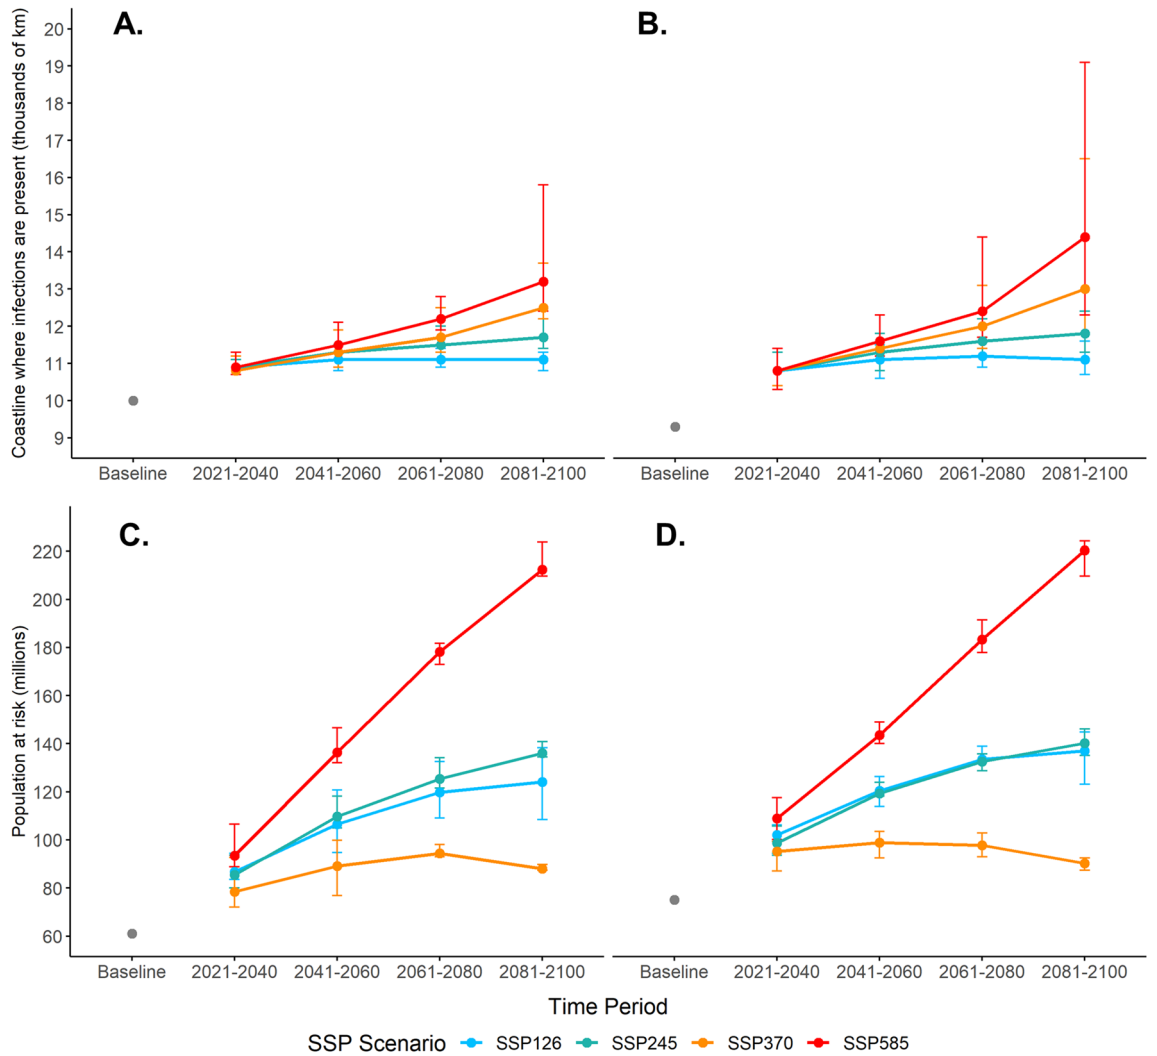 A.
B.
Coastline where infections are present (thousands of km)
20
19
18
17
16
15
14
13
12
11
10
9
Baseline 2021-2040 2041-2060 2061-2080 2081-2100
Baseline 2021-2040 2041-2060 2061-2080 2081-2100
C.
D.
Population at risk (millions)
220
200
180
160
140
120
100
80
60
Baseline 2021-2040 2041-2060 2061-2080 2081-2100
Baseline 2021-2040 2041-2060 2061-2080 2081-2100
Time Period
SSP Scenario SSP126 SSP245 SSP370 SSP585